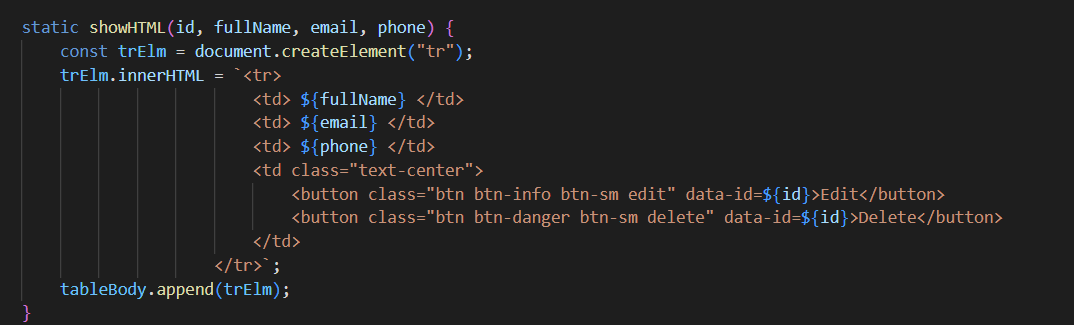 static showHTML(id, fullName, email, phone) {
    const trElm = document.createElement("tr");
    trElm.innerHTML = `<tr>
                        <td> ${fullName} </td>
                        <td> ${email} </td>
                        <td> ${phone} </td>
                        <td class="text-center">
                            <button class="btn btn-info btn-sm edit" data-id=${id}>Edit</button>
                            <button class="btn btn-danger btn-sm delete" data-id=${id}>Delete</button>
                        </td>
                    </tr>`;
    tableBody.append(trElm);
}